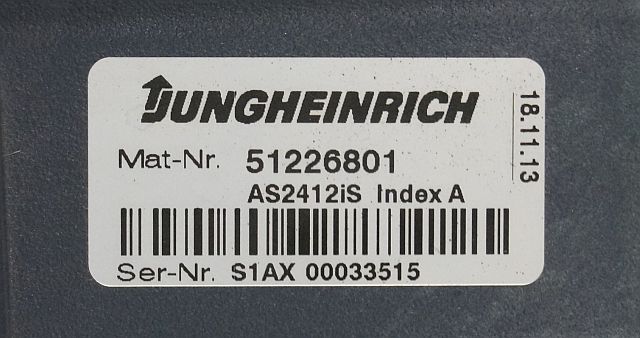 JUNGHEINRICH
18.11.13
Mat-Nr. 51226801
AS2412iS Index A
Ser-Nr. S1AX 00033515